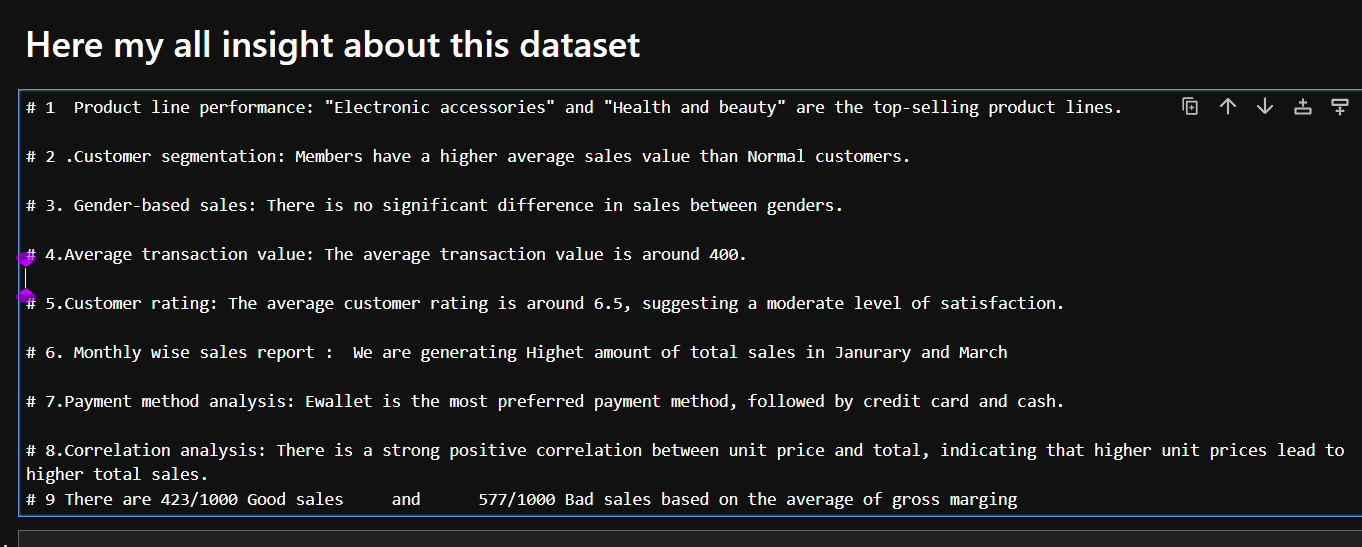 Here my all insight about this dataset
# 1  Product line performance: "Electronic accessories" and "Health and beauty" are the top-selling product lines.
# 2 .Customer segmentation: Members have a higher average sales value than Normal customers.
# 3. Gender-based sales: There is no significant difference in sales between genders.
# 4.Average transaction value: The average transaction value is around 400.
# 5.Customer rating: The average customer rating is around 6.5, suggesting a moderate level of satisfaction.
# 6. Monthly wise sales report :  We are generating Highet amount of total sales in Janurary and March
# 7.Payment method analysis: Ewallet is the most preferred payment method, followed by credit card and cash.
# 8.Correlation analysis: There is a strong positive correlation between unit price and total, indicating that higher unit prices lead to
higher total sales.
# 9 There are 423/1000 Good sales     and      577/1000 Bad sales based on the average of gross marging